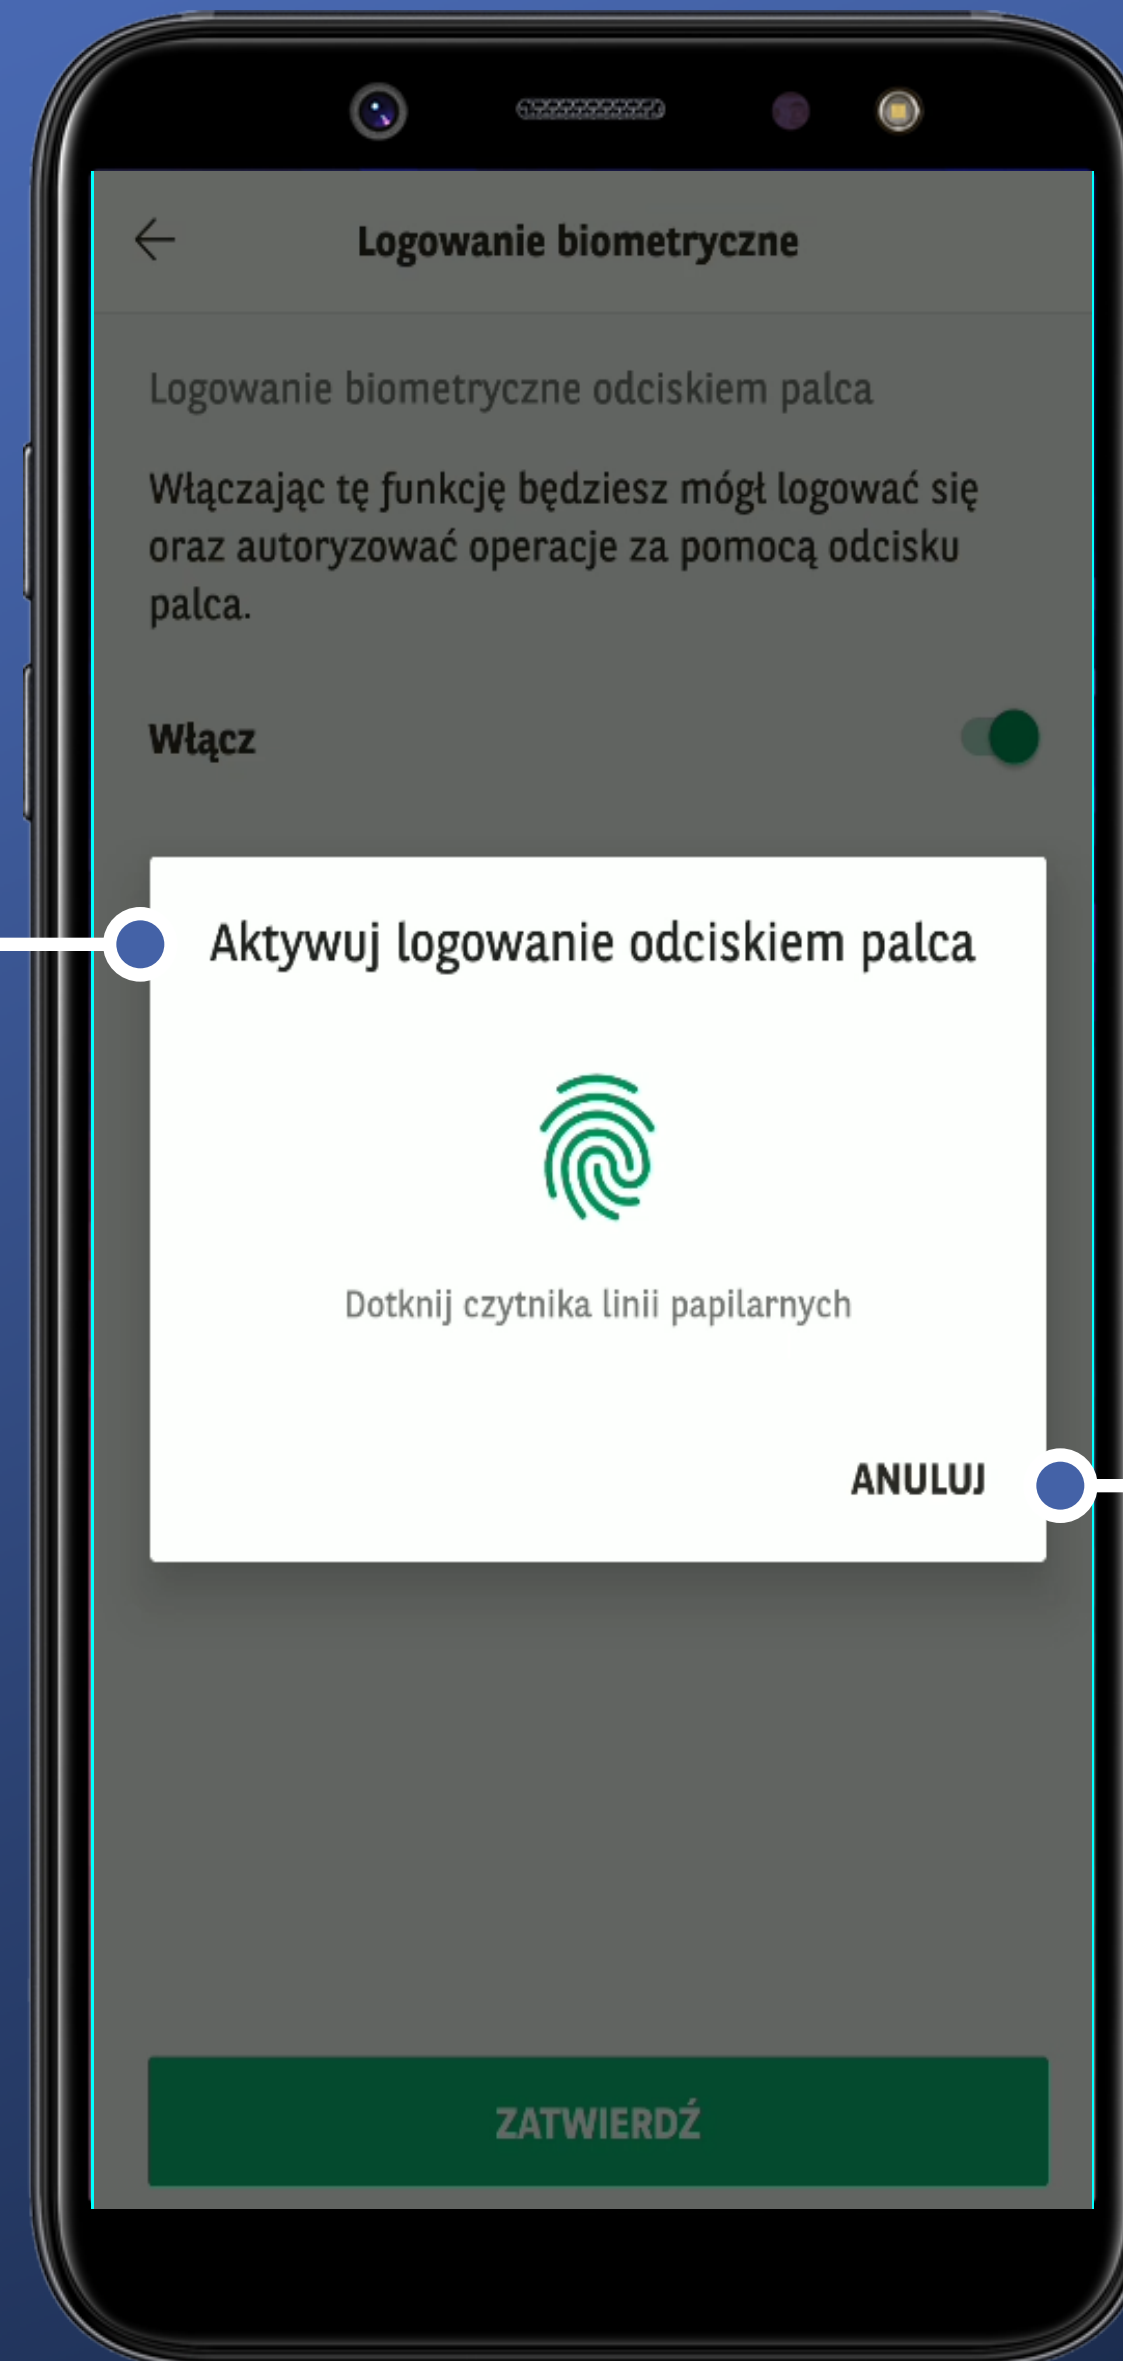 Logowanie biometryczne
Logowanie biometryczne odciskiem palca
Włączając tę funkcję będziesz mógł logować się
oraz autoryzować operacje za pomocą odcisku
palca.
Włącz
Aktywuj logowanie odciskiem palca
Dotknij czytnika linii papilarnych
ANULUJ
ZATWIERDŹ